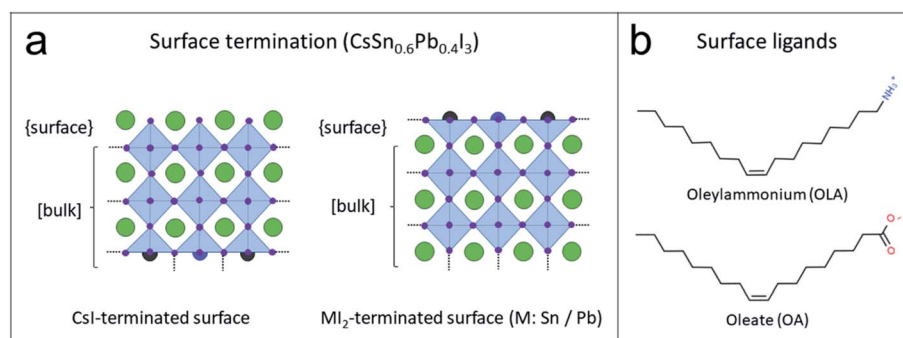 a
Surface termination (CsSn₀.₆Pb₀.₄I₃)
{surface}
[bulk]
CsI-terminated surface
{surface}
[bulk]
MI₂-terminated surface (M: Sn / Pb)
b
Surface ligands
NH₃⁺
Oleylammonium (OLA)
O⁻
O
Oleate (OA)